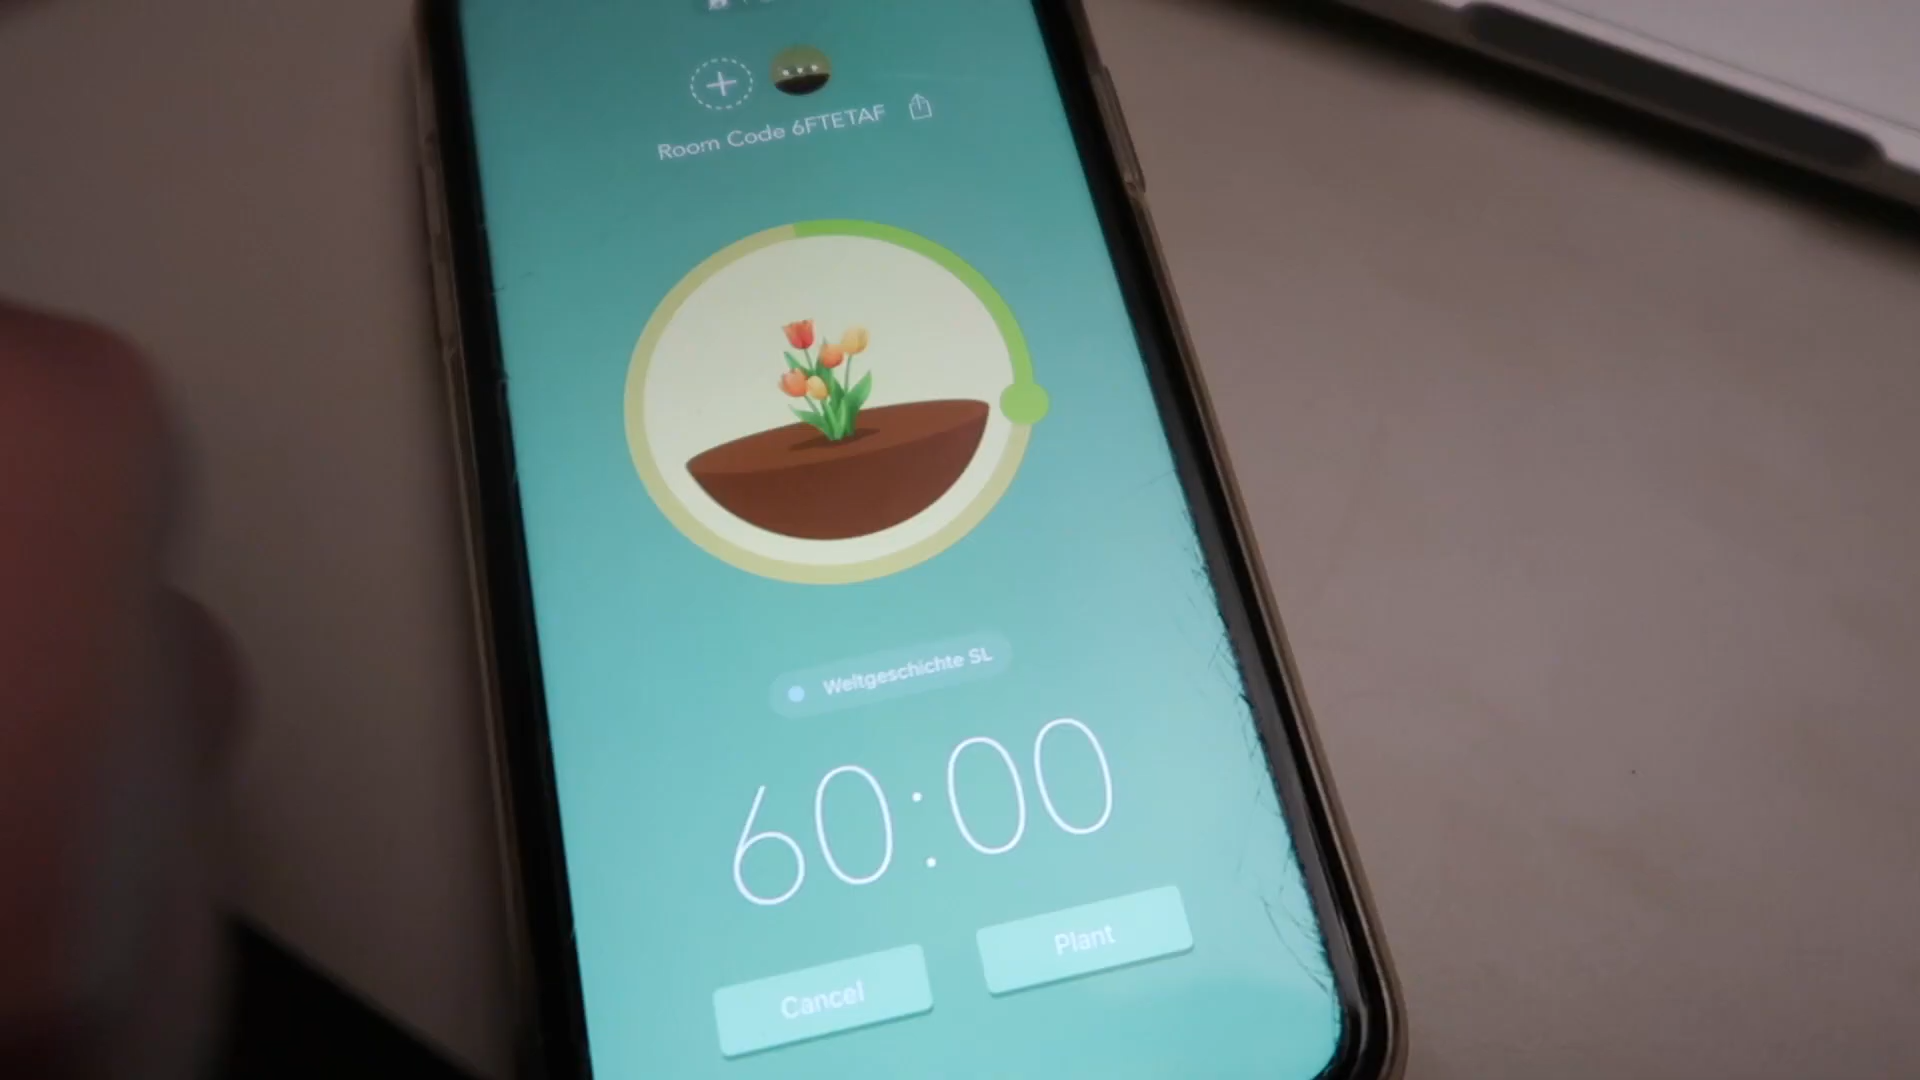 Room Code 6FTETAF
Weltgeschichte SL
60:00
Cancel
Plant